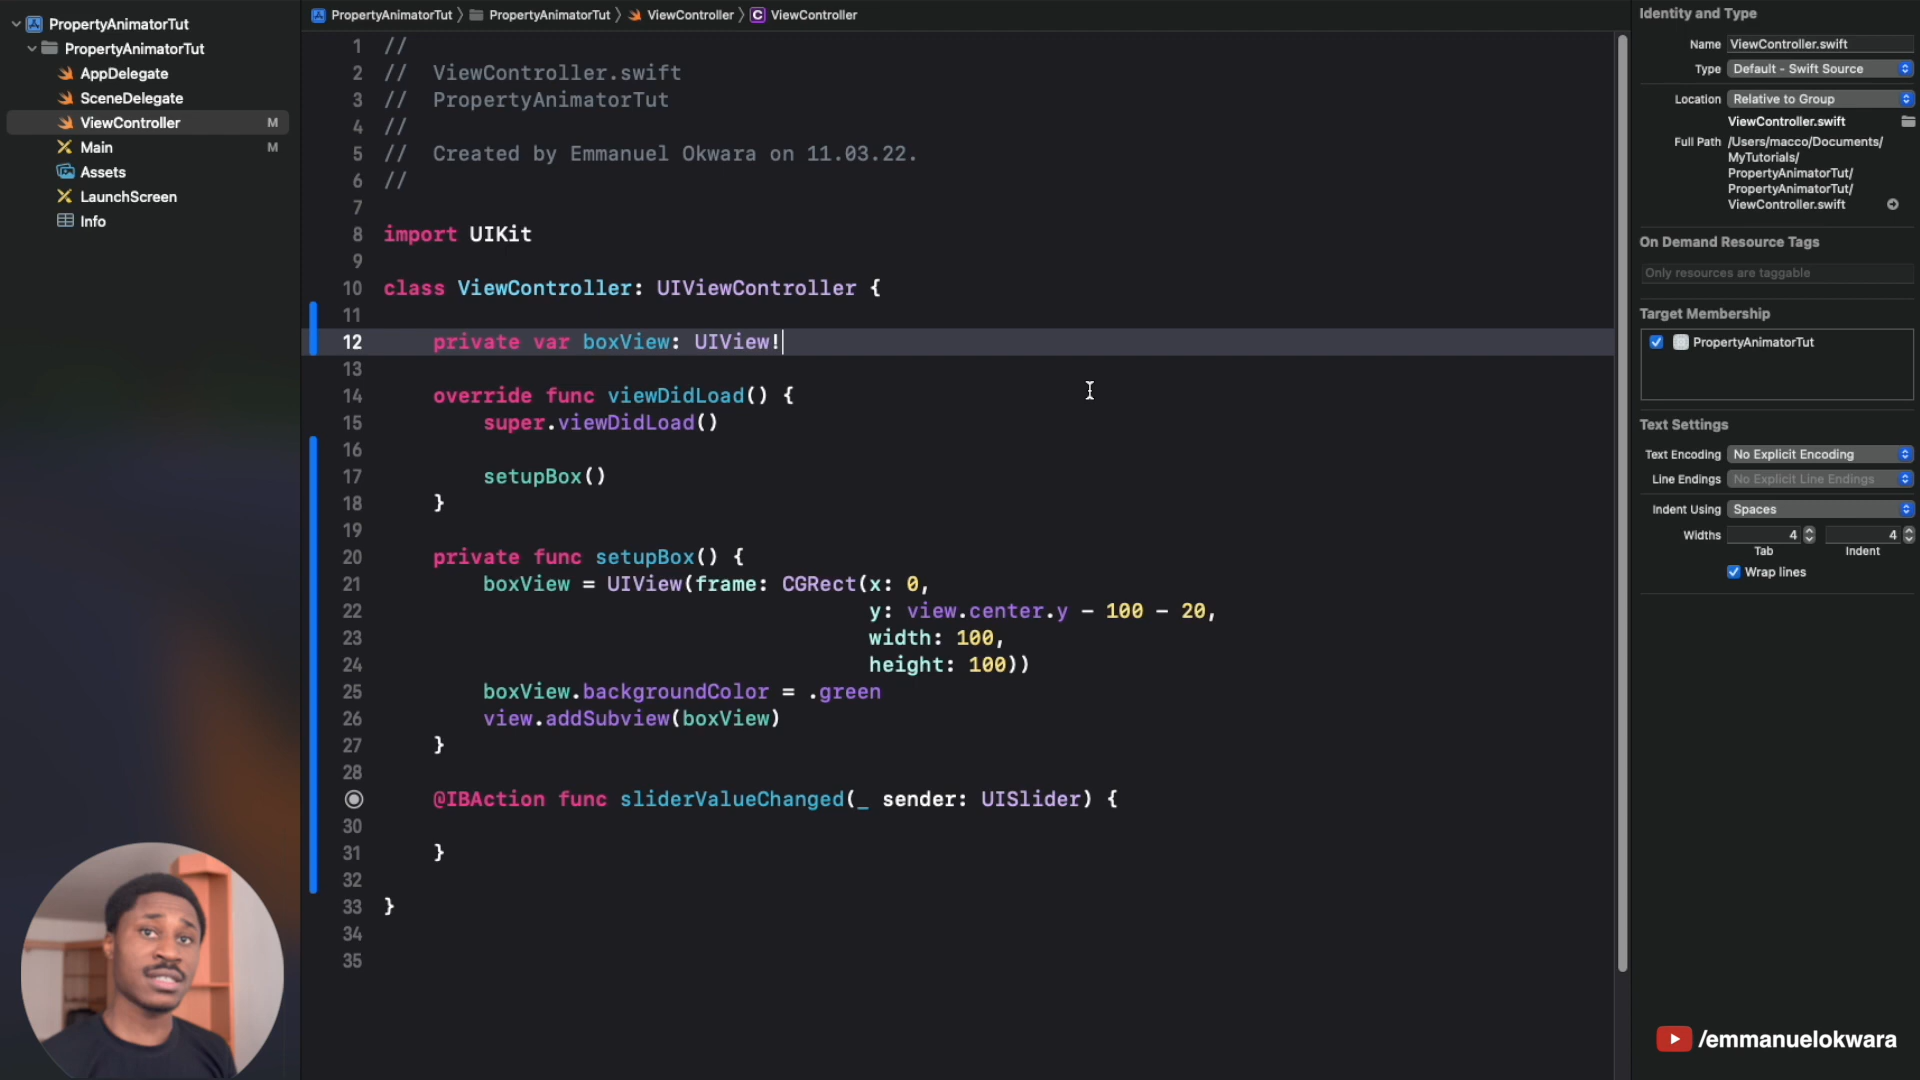 PropertyAnimatorTut
PropertyAnimatorTut
AppDelegate
SceneDelegate
ViewController M
Main M
Assets
LaunchScreen
Info
PropertyAnimatorTut 〉 PropertyAnimatorTut 〉 ViewController 〉 C ViewController
1 //
2 //  ViewController.swift
3 //  PropertyAnimatorTut
4 //
5 //  Created by Emmanuel Okwara on 11.03.22.
6 //
7
8 import UIKit
9
10 class ViewController: UIViewController {
11
12     private var boxView: UIView!
13
14     override func viewDidLoad() {
15         super.viewDidLoad()
16
17         setupBox()
18     }
19
20     private func setupBox() {
21         boxView = UIView(frame: CGRect(x: 0,
22                                        y: view.center.y - 100 - 20,
23                                        width: 100,
24                                        height: 100))
25         boxView.backgroundColor = .green
26         view.addSubview(boxView)
27     }
28
    @IBAction func sliderValueChanged(_ sender: UISlider) {
30
31     }
32
33 }
34
35
Identity and Type
Name ViewController.swift
Type Default - Swift Source
Location Relative to Group
ViewController.swift
Full Path /Users/macco/Documents/
MyTutorials/
PropertyAnimatorTut/
PropertyAnimatorTut/
ViewController.swift
On Demand Resource Tags
Only resources are taggable
Target Membership
PropertyAnimatorTut
Text Settings
Text Encoding No Explicit Encoding
Line Endings No Explicit Line Endings
Indent Using Spaces
Widths 4 4
Tab Indent
Wrap lines
/emmanuelokwara